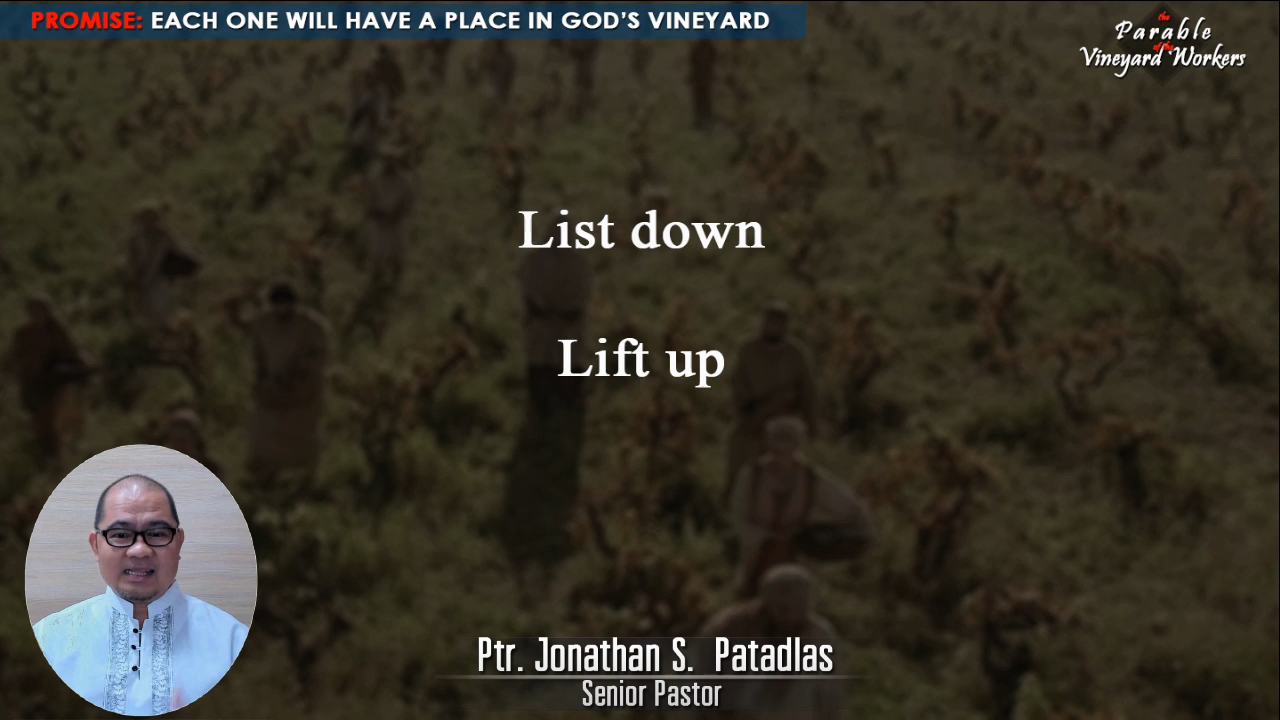 PROMISE: EACH ONE WILL HAVE A PLACE IN GOD'S VINEYARD
the
Parable
of the
Vineyard Workers
List down
Lift up
Ptr. Jonathan S. Patadlas
Senior Pastor